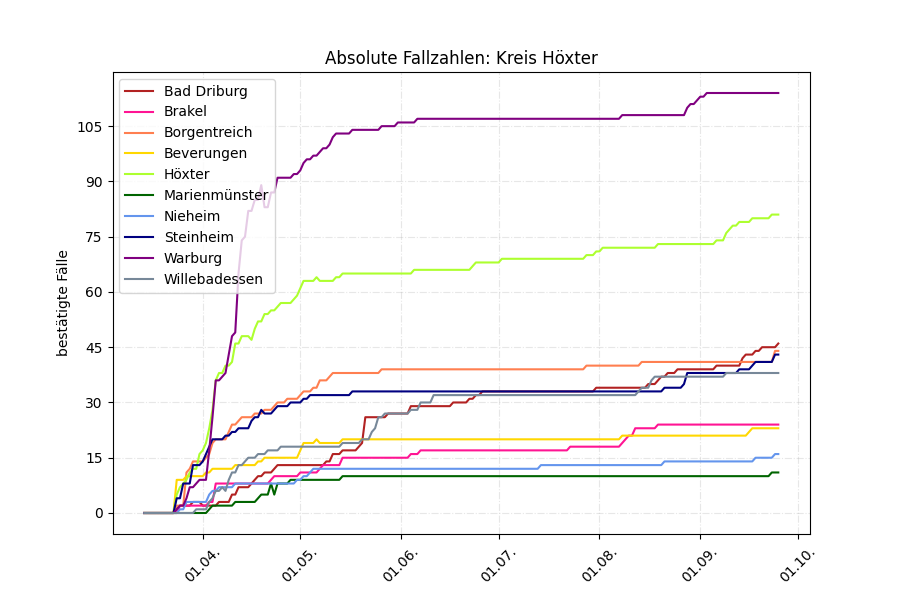 Absolute Fallzahlen: Kreis Höxter
bestätigte Fälle
105
90
75
60
45
30
15
0
Bad Driburg
Brakel
Borgentreich
Beverungen
Höxter
Marienmünster
Nieheim
Steinheim
Warburg
Willebadessen
01.04.
01.05.
01.06.
01.07.
01.08.
01.09.
01.10.